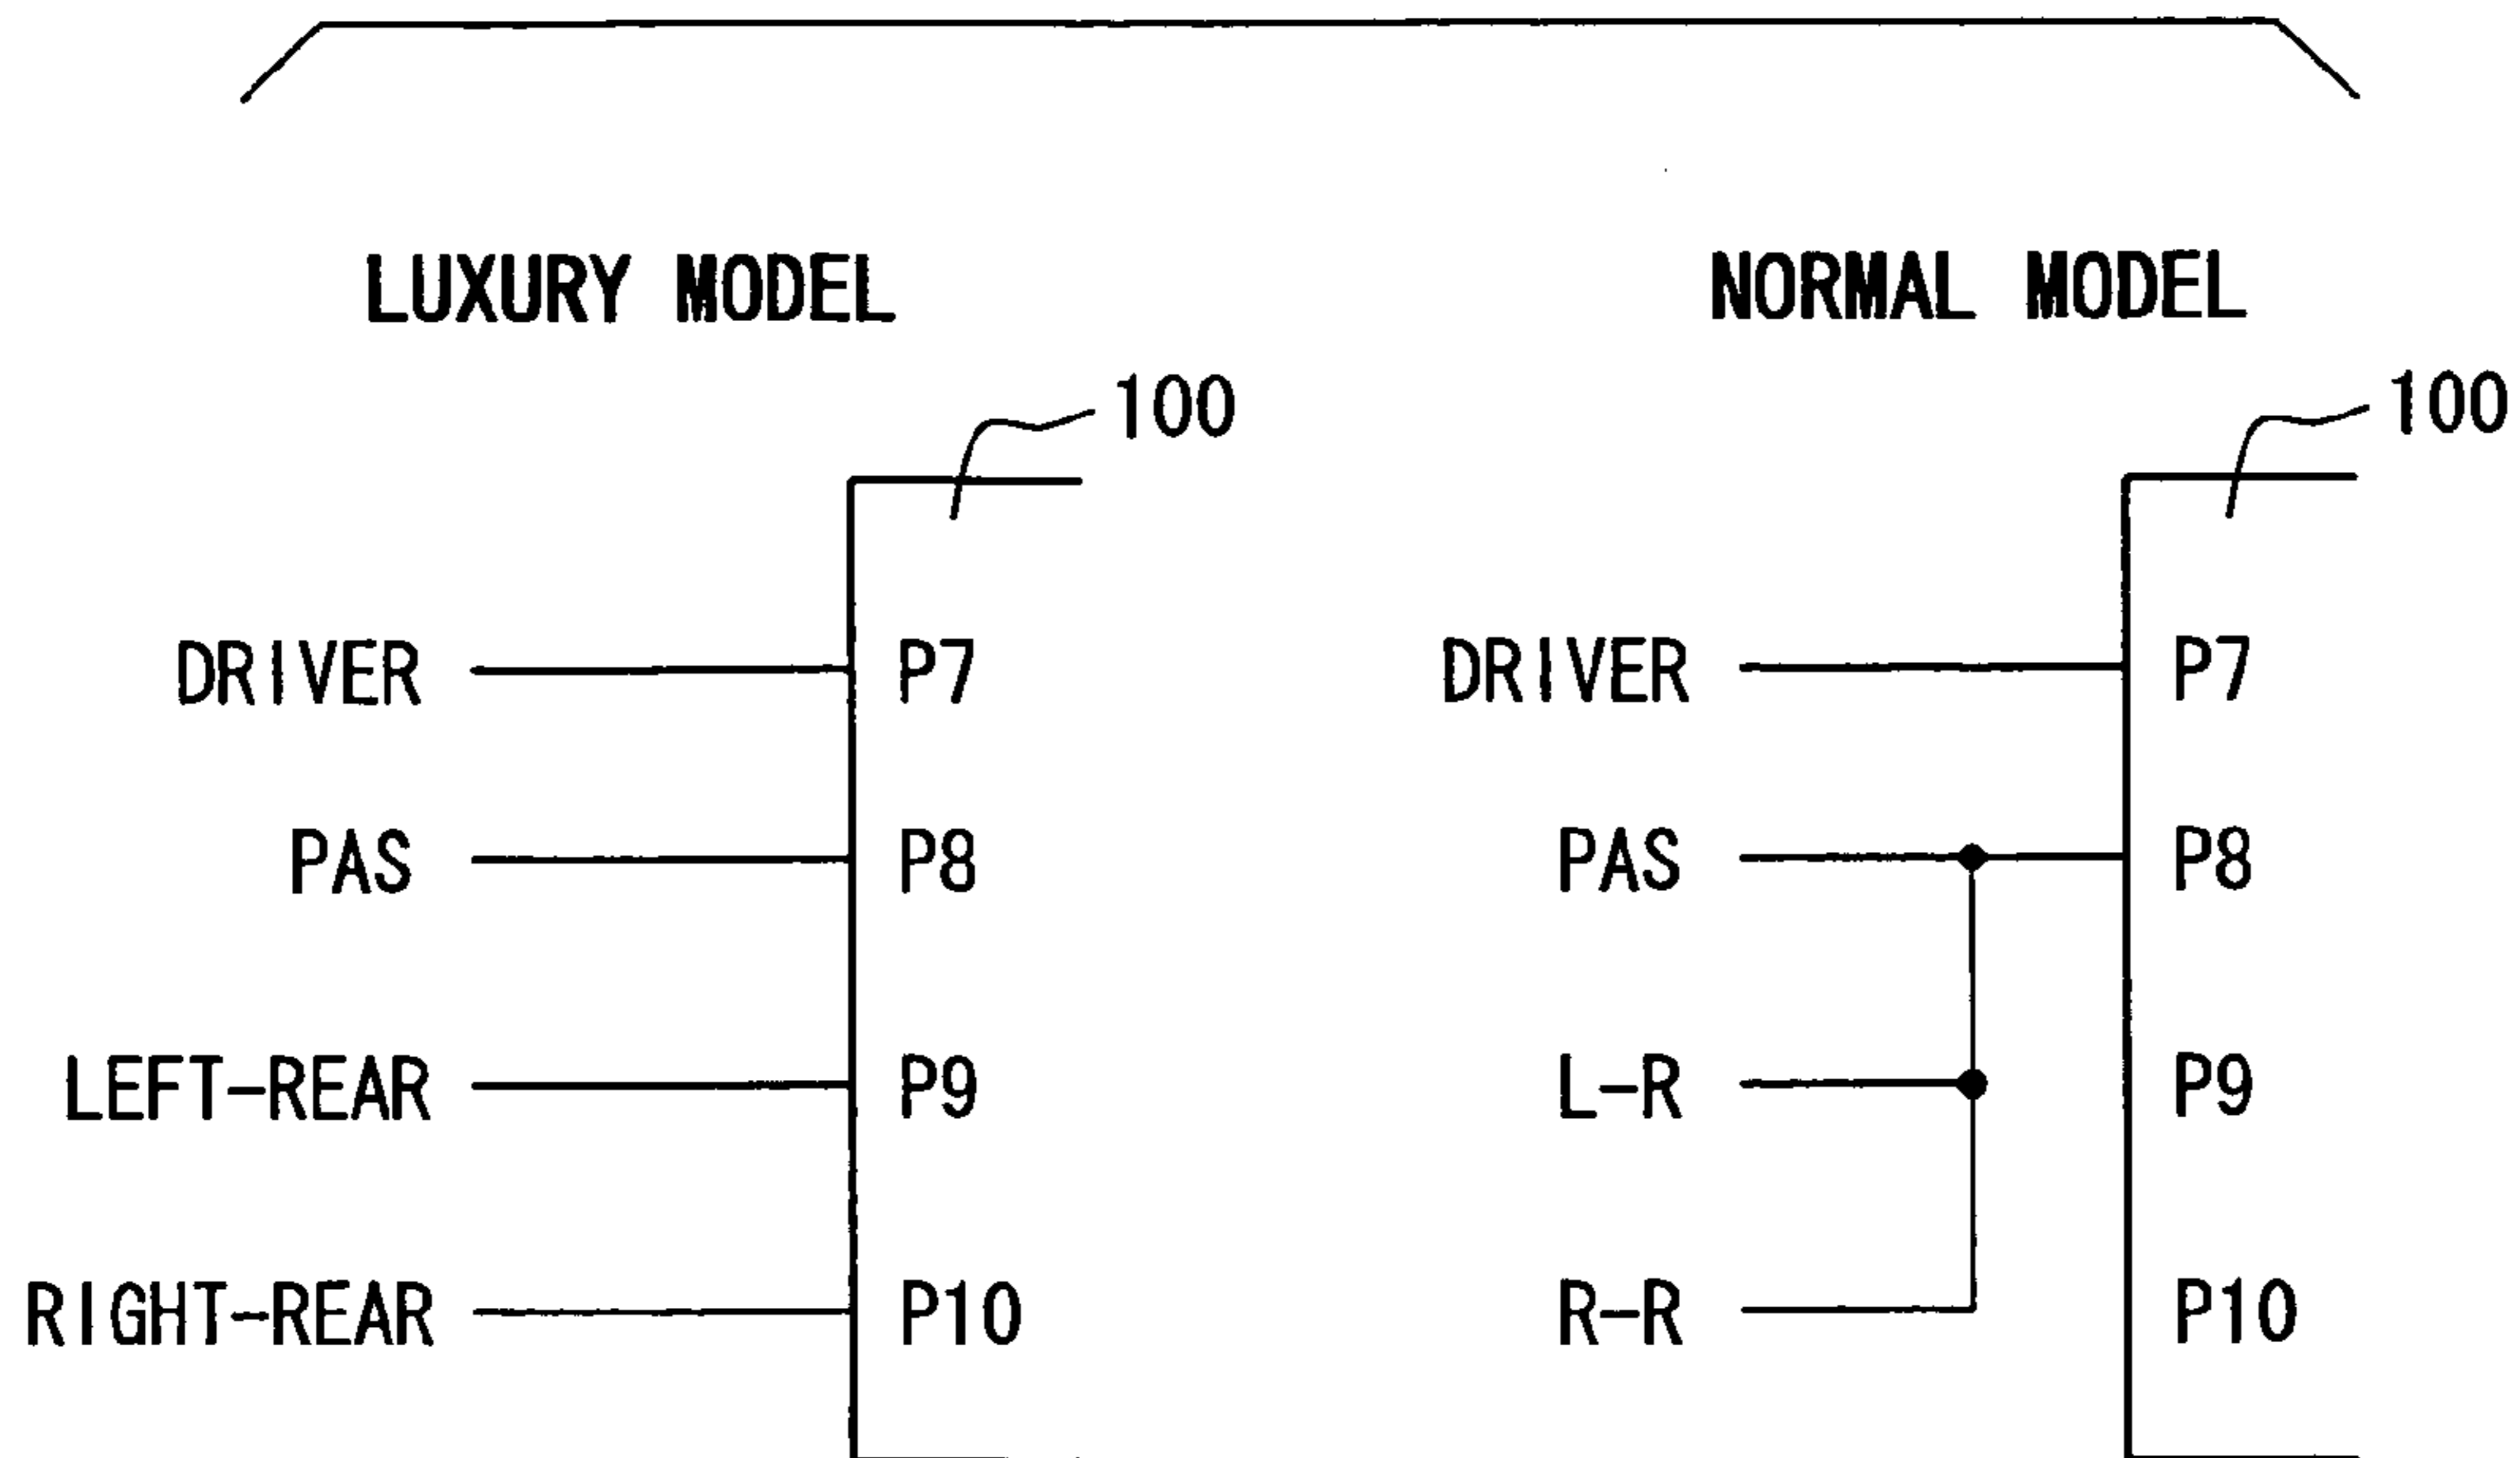 LUXURY MODEL
100
DRIVER P7
PAS P8
LEFT-REAR P9
RIGHT-REAR P10
NORMAL MODEL
100
DRIVER P7
PAS P8
L-R P9
R-R P10